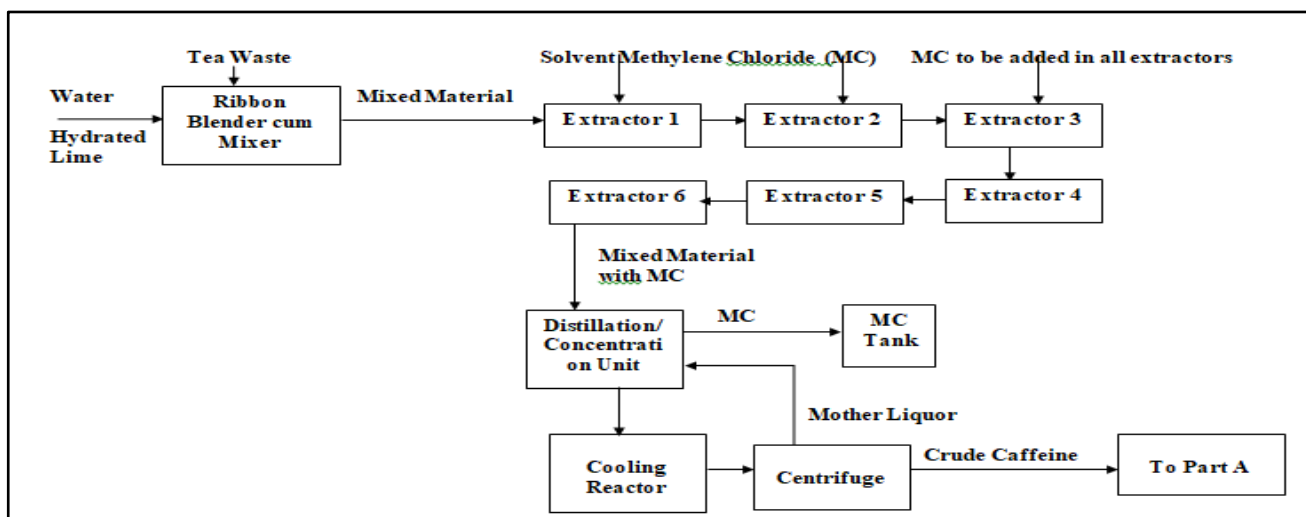 Tea Waste
Solvent Methylene Chloride (MC)
MC to be added in all extractors
Water
Hydrated
Lime
Ribbon
Blender cum
Mixer
Mixed Material
Extractor 1
Extractor 2
Extractor 3
Extractor 6
Extractor 5
Extractor 4
Mixed Material
with MC
Distillation/
Concentrati
on Unit
MC
MC
Tank
Mother Liquor
Cooling
Reactor
Centrifuge
Crude Caffeine
To Part A